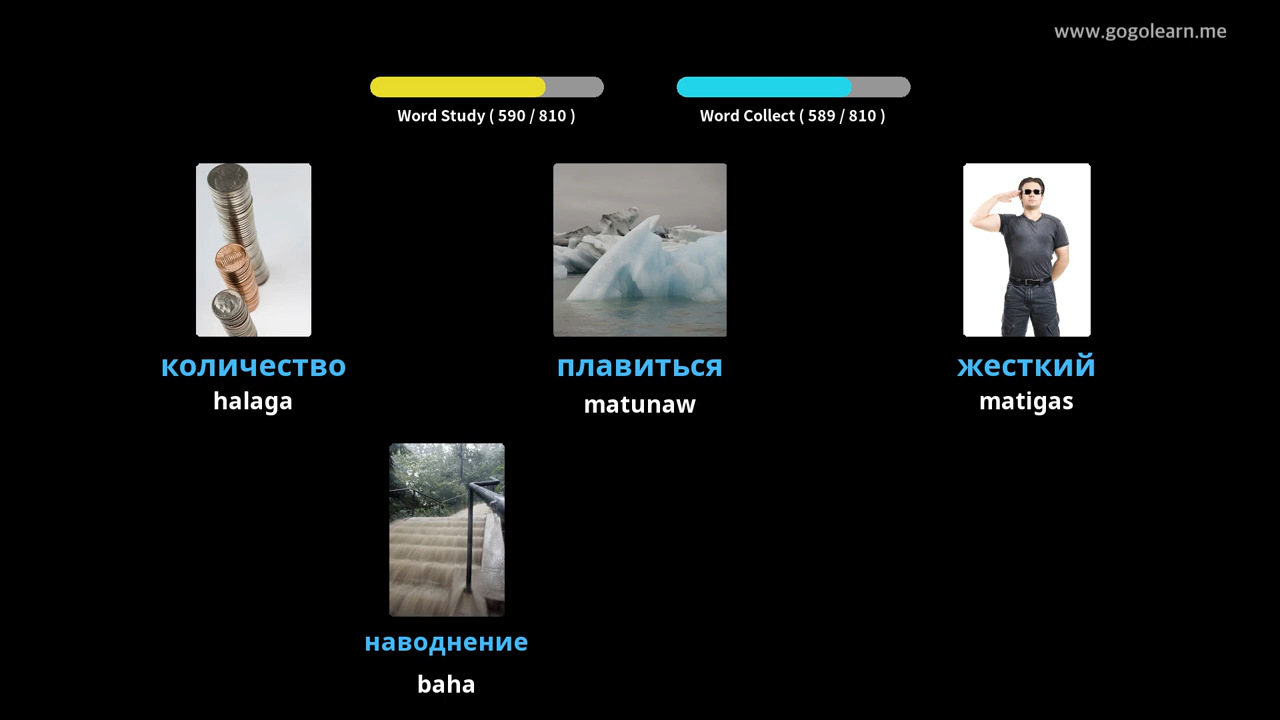 www.gogolearn.me
Word Study ( 590 / 810 )
Word Collect ( 589 / 810 )
количество
halaga
плавиться
matunaw
жесткий
matigas
наводнение
baha